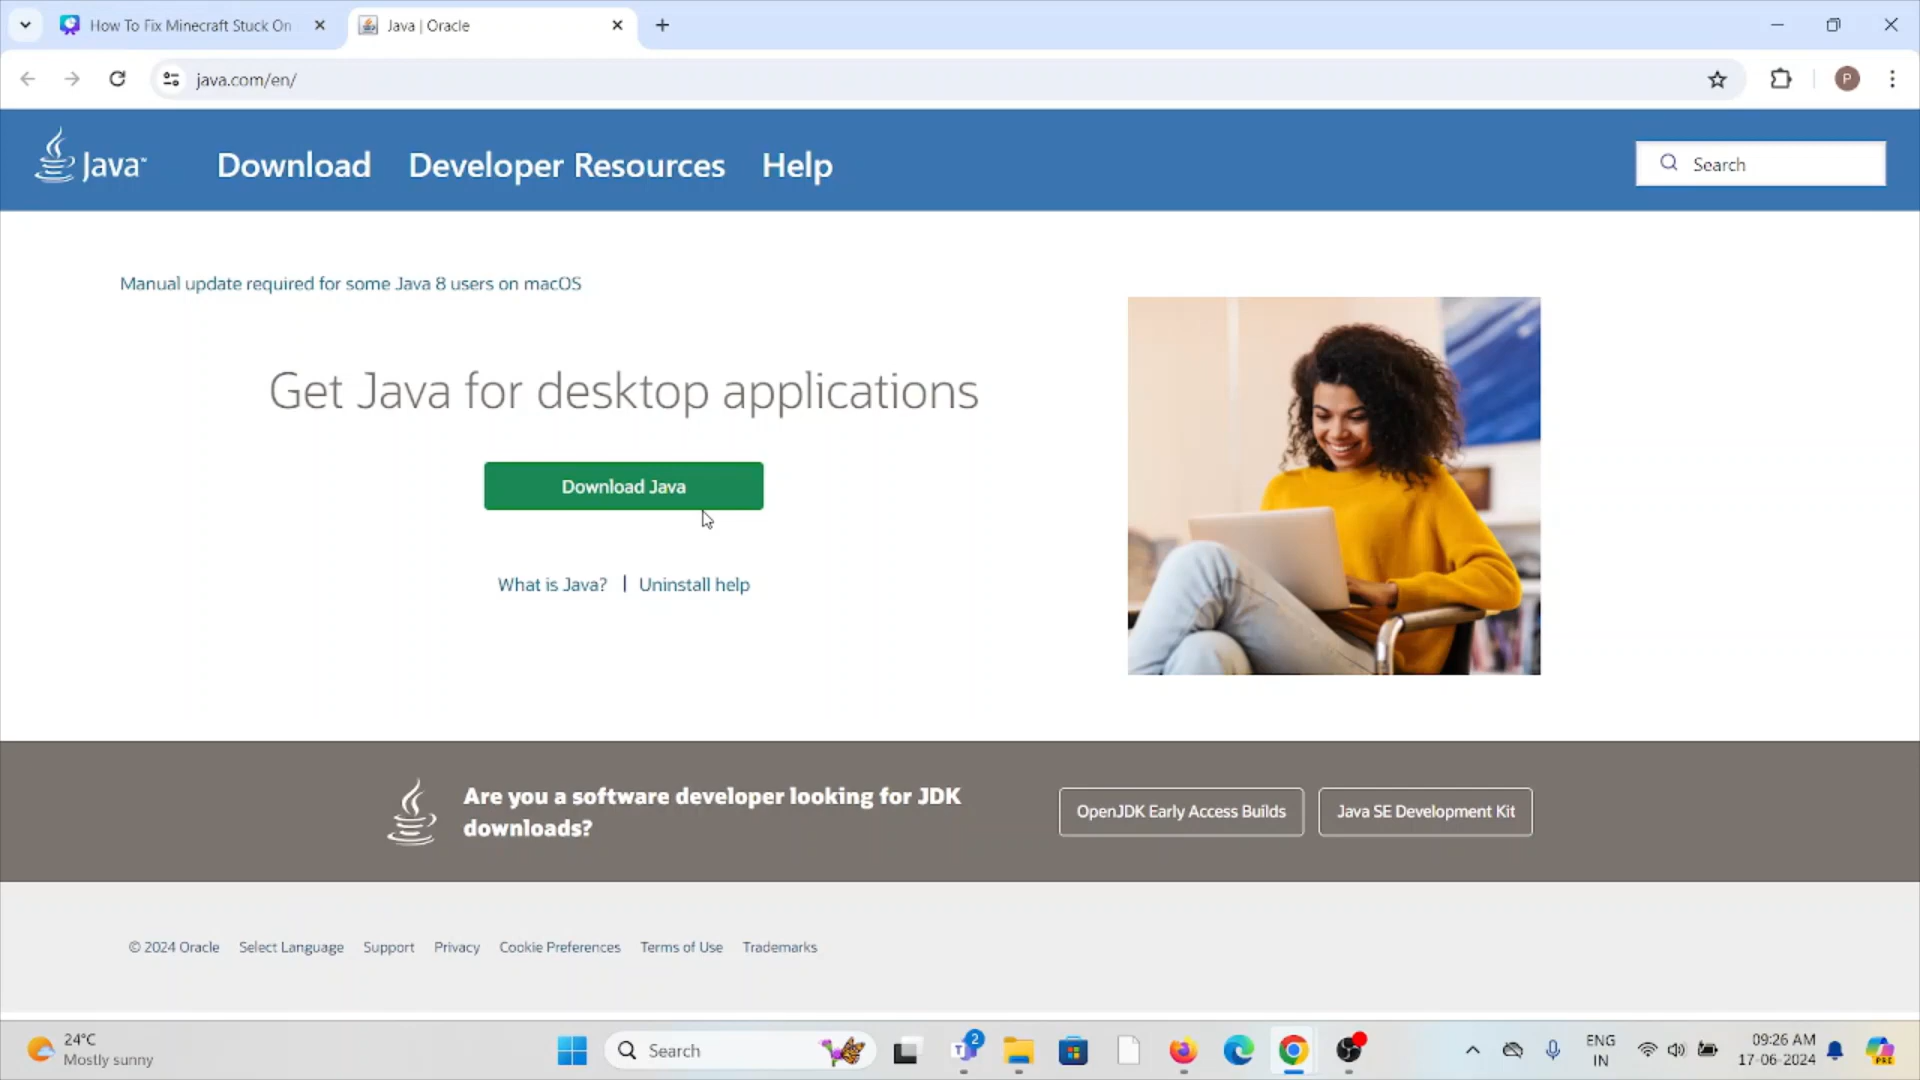 How To Fix Minecraft Stuck On
Java | Oracle
java.com/en/
P
Java™
Download
Developer Resources
Help
Search
Manual update required for some Java 8 users on macOS
Get Java for desktop applications
Download Java
What is Java? | Uninstall help
Are you a software developer looking for JDK
downloads?
OpenJDK Early Access Builds
Java SE Development Kit
© 2024 Oracle Select Language Support Privacy Cookie Preferences Terms of Use Trademarks
24°C
Mostly sunny
Search
2
ENG
IN
09:26 AM
17-06-2024
PRE